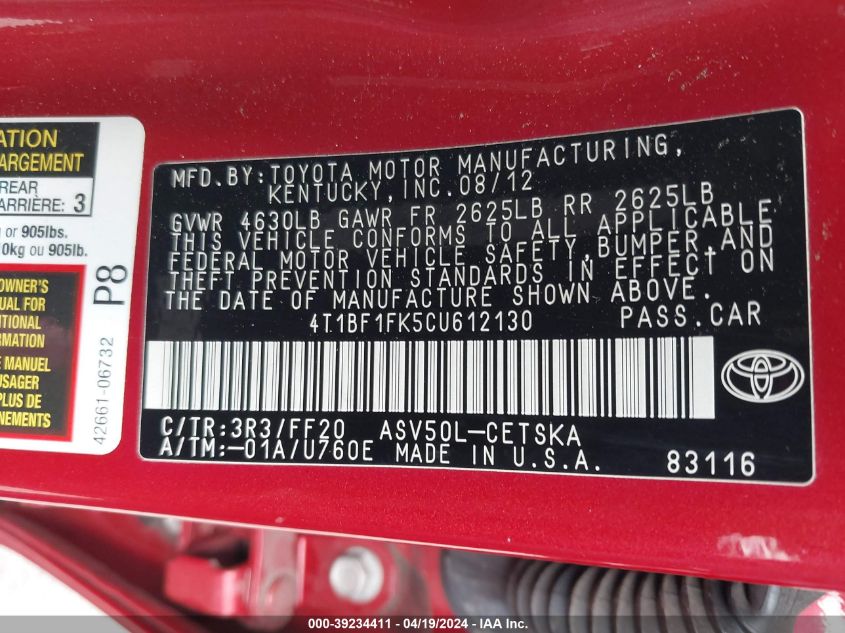 ATION
ARGEMENT
REAR
ARRIÈRE: 3
or 905lbs.
0kg ou 905lb.
OWNER'S
UAL FOR
ITIONAL
RMATION
E MANUEL
USAGER
PLUS DE
NEMENTS
P8
42661-06732
MFD.BY:TOYOTA MOTOR MANUFACTURING,
KENTUCKY,INC.08/12
GVWR 4630LB GAWR FR 2625LB RR 2625LB
THIS VEHICLE CONFORMS TO ALL APPLICABLE
FEDERAL MOTOR VEHICLE SAFETY,BUMPER,AND
THEFT PREVENTION STANDARDS IN EFFECT ON
THE DATE OF MANUFACTURE SHOWN ABOVE.
4T1BF1FK5CU612130 PASS.CAR
C/TR:3R3/FF20 ASV50L-CETSKA
A/TM:-01A/U760E MADE IN U.S.A. 83116
000-39234411 - 04/19/2024 - IAA, Inc.